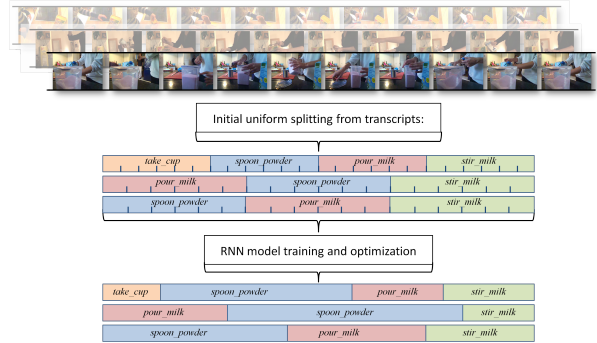 Initial uniform splitting from transcripts:
take_cup spoon_powder pour_milk stir_milk
pour_milk spoon_powder stir_milk
spoon_powder pour_milk stir_milk
RNN model training and optimization
take_cup spoon_powder pour_milk stir_milk
pour_milk spoon_powder stir_milk
spoon_powder pour_milk stir_milk